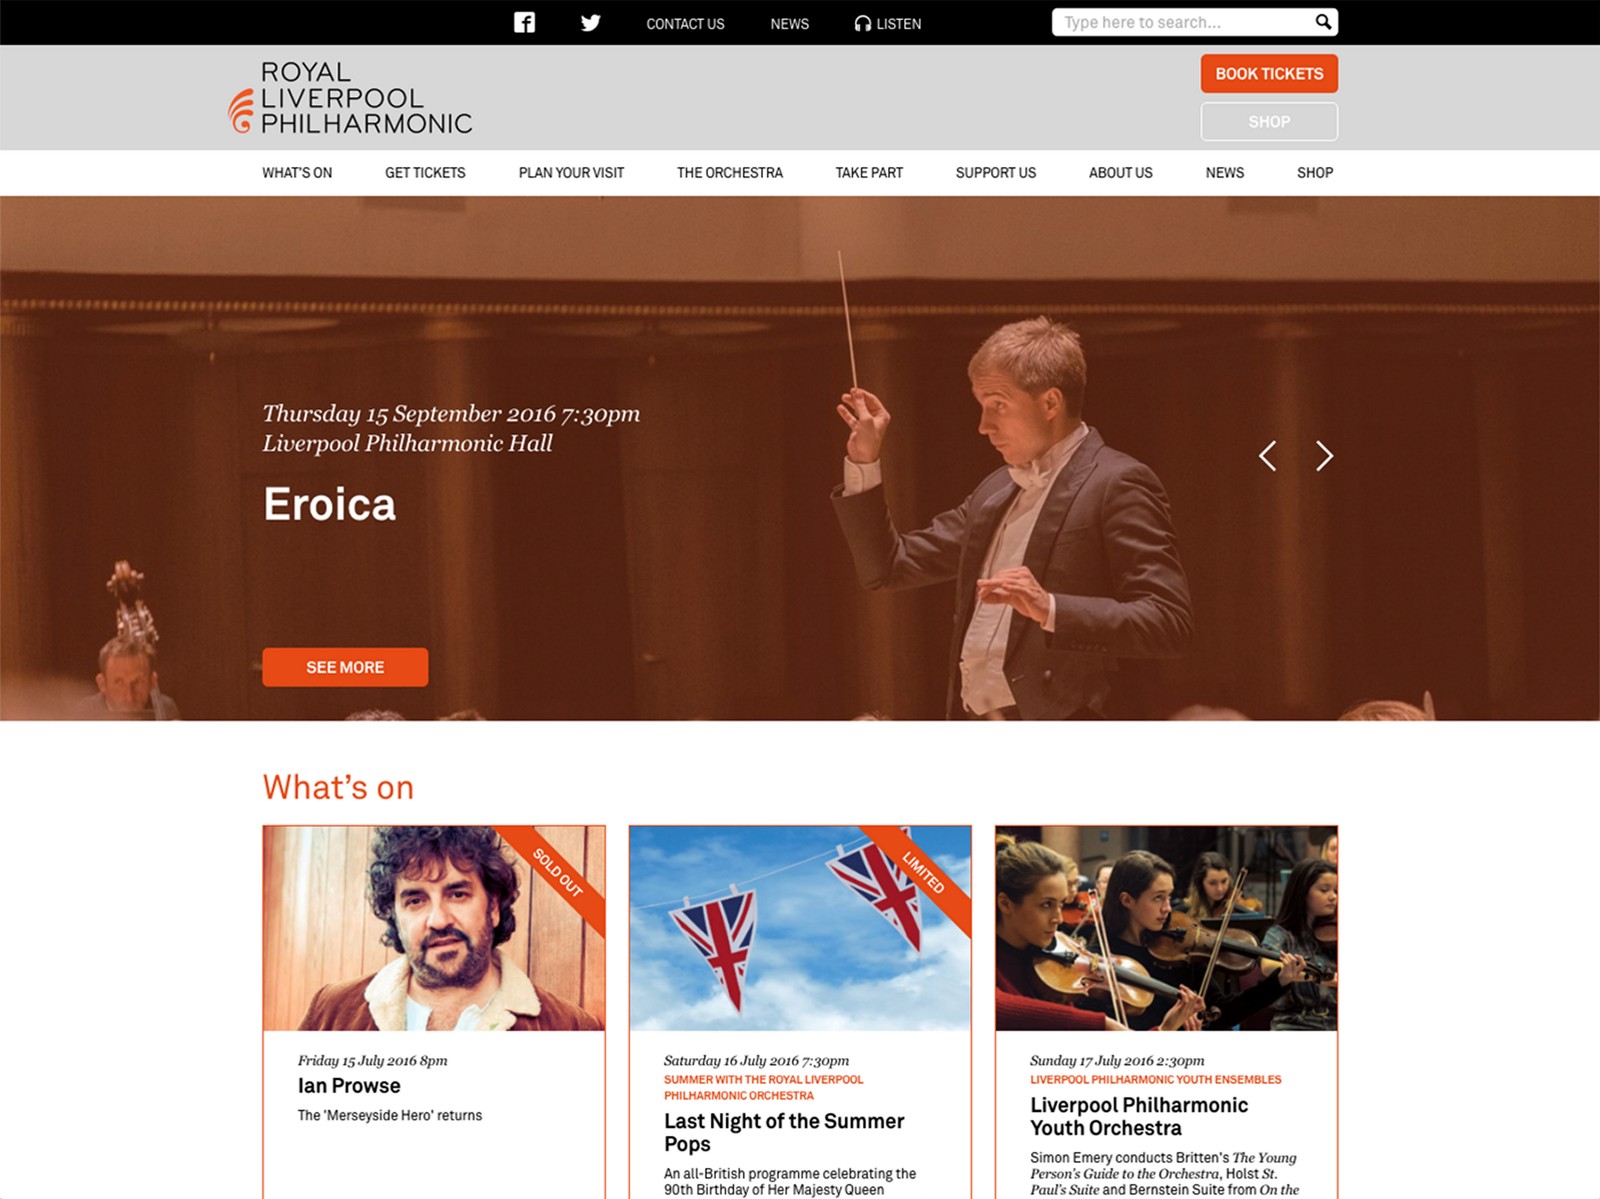 CONTACT US
NEWS
LISTEN
Type here to search...
ROYAL
LIVERPOOL
PHILHARMONIC
BOOK TICKETS
SHOP
WHAT'S ON
GET TICKETS
PLAN YOUR VISIT
THE ORCHESTRA
TAKE PART
SUPPORT US
ABOUT US
NEWS
SHOP
Thursday 15 September 2016 7:30pm
Liverpool Philharmonic Hall
Eroica
SEE MORE
What's on
SOLD OUT
Friday 15 July 2016 8pm
Ian Prowse
The 'Merseyside Hero' returns
LIMITED
Saturday 16 July 2016 7:30pm
SUMMER WITH THE ROYAL LIVERPOOL
PHILHARMONIC ORCHESTRA
Last Night of the Summer
Pops
An all-British programme celebrating the
90th Birthday of Her Majesty Queen
Sunday 17 July 2016 2:30pm
LIVERPOOL PHILHARMONIC YOUTH ENSEMBLES
Liverpool Philharmonic
Youth Orchestra
Simon Emery conducts Britten's The Young
Person's Guide to the Orchestra, Holst St.
Paul's Suite and Bernstein Suite from On the